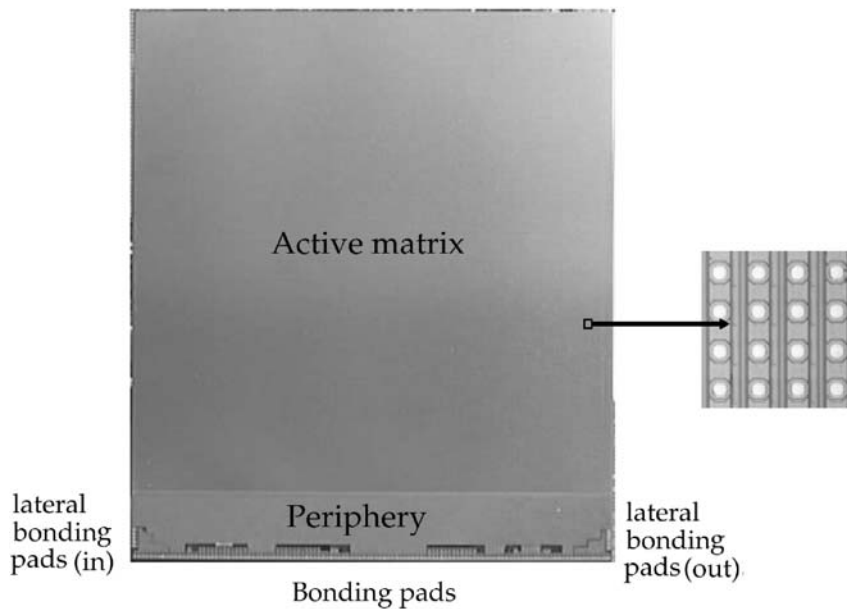 Active matrix
Periphery
lateral
bonding
pads (in)
lateral
bonding
pads (out)
Bonding pads